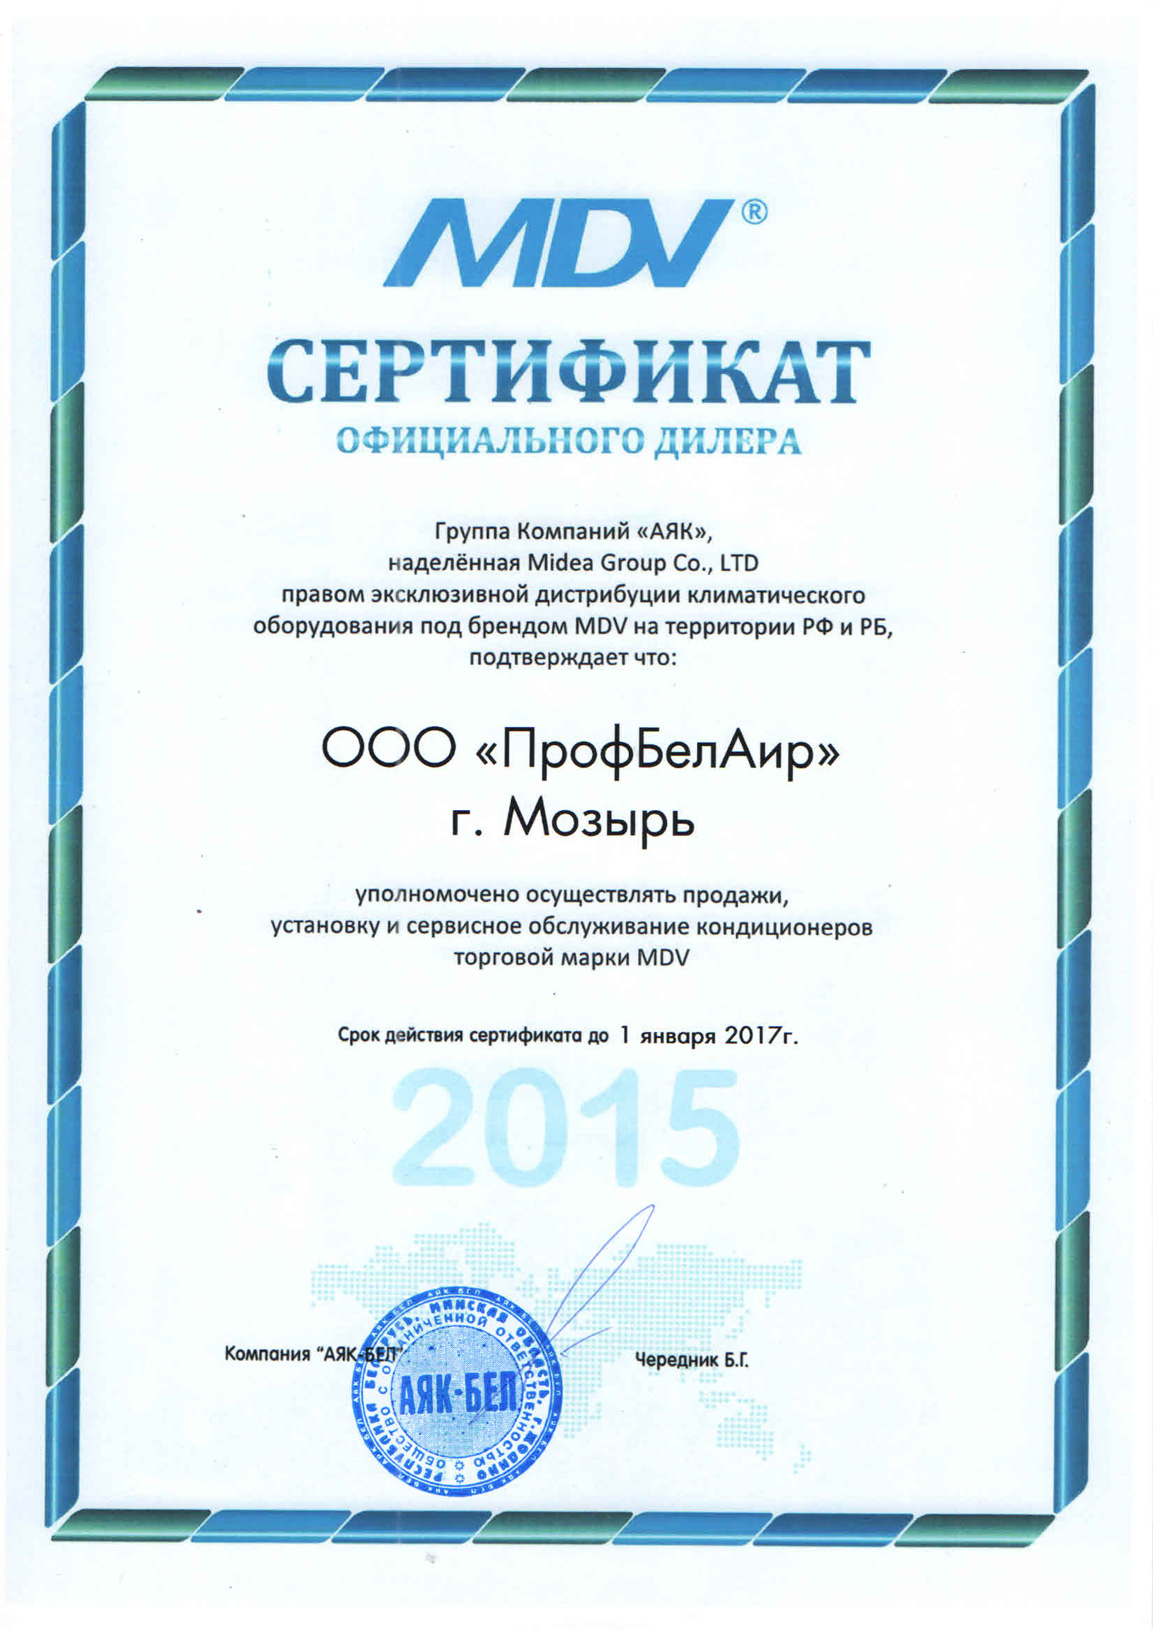 MDV®
СЕРТИФИКАТ
ОФИЦИАЛЬНОГО ДИЛЕРА
Группа Компаний «АЯК»,
наделённая Midea Group Co., LTD
правом эксклюзивной дистрибуции климатического
оборудования под брендом MDV на территории РФ и РБ,
подтверждает что:
ООО «ПрофБелАир»
г. Мозырь
уполномочено осуществлять продажи,
установку и сервисное обслуживание кондиционеров
торговой марки MDV
Срок действия сертификата до 1 января 2017г.
2015
Компания "АЯК-БЕЛ"
Чередник Б.Г.
РЕСПУБЛИКА БЕЛАРУСЬ, МИНСКАЯ ОБЛАСТЬ, г. ЖОДИНО
ОБЩЕСТВО С ОГРАНИЧЕННОЙ ОТВЕТСТВЕННОСТЬЮ
АЯК-БЕЛ